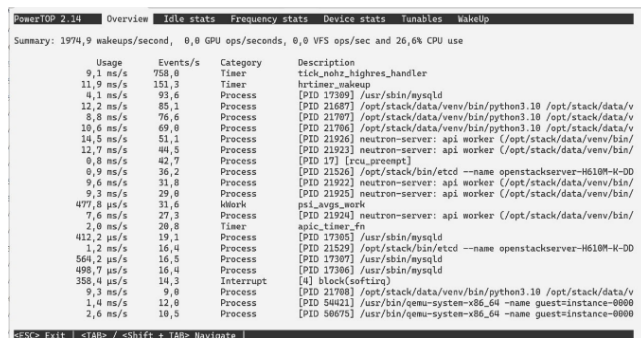 PowerTOP 2.14 Overview Idle stats Frequency stats Device stats Tunables WakeUp
Summary: 1974,9 wakeups/second, 0,0 GPU ops/seconds, 0,0 VFS ops/sec and 26,6% CPU use
Usage Events/s Category Description
9,1 ms/s 758,0 Timer tick_nohz_highres_handler
11,9 ms/s 151,3 Timer hrtimer_wakeup
4,1 ms/s 93,6 Process [PID 17309] /usr/sbin/mysqld
12,2 ms/s 85,1 Process [PID 21687] /opt/stack/data/venv/bin/python3.10 /opt/stack/data/v
8,8 ms/s 76,6 Process [PID 21707] /opt/stack/data/venv/bin/python3.10 /opt/stack/data/v
10,6 ms/s 69,0 Process [PID 21706] /opt/stack/data/venv/bin/python3.10 /opt/stack/data/v
14,5 ms/s 51,1 Process [PID 21926] neutron-server: api worker (/opt/stack/data/venv/bin/
12,7 ms/s 44,5 Process [PID 21923] neutron-server: api worker (/opt/stack/data/venv/bin/
0,8 ms/s 42,7 Process [PID 17] [rcu_preempt]
0,9 ms/s 36,2 Process [PID 21526] /opt/stack/bin/etcd --name openstackserver-H610M-K-DD
9,6 ms/s 31,8 Process [PID 21922] neutron-server: api worker (/opt/stack/data/venv/bin/
9,3 ms/s 29,0 Process [PID 21925] neutron-server: api worker (/opt/stack/data/venv/bin/
477,8 µs/s 31,6 kWork psi_avgs_work
7,6 ms/s 27,3 Process [PID 21924] neutron-server: api worker (/opt/stack/data/venv/bin/
2,0 ms/s 20,8 Timer apic_timer_fn
412,2 µs/s 19,1 Process [PID 17305] /usr/sbin/mysqld
1,2 ms/s 16,4 Process [PID 21529] /opt/stack/bin/etcd --name openstackserver-H610M-K-DD
564,2 µs/s 16,5 Process [PID 17307] /usr/sbin/mysqld
498,7 µs/s 16,4 Process [PID 17306] /usr/sbin/mysqld
358,4 µs/s 14,3 Interrupt [4] block(softirq)
9,3 ms/s 9,0 Process [PID 21708] /opt/stack/data/venv/bin/python3.10 /opt/stack/data/v
1,4 ms/s 12,0 Process [PID 54421] /usr/bin/qemu-system-x86_64 -name guest=instance-0000
2,6 ms/s 10,5 Process [PID 50675] /usr/bin/qemu-system-x86_64 -name guest=instance-0000
<ESC> Exit | <TAB> / <Shift + TAB> Navigate |